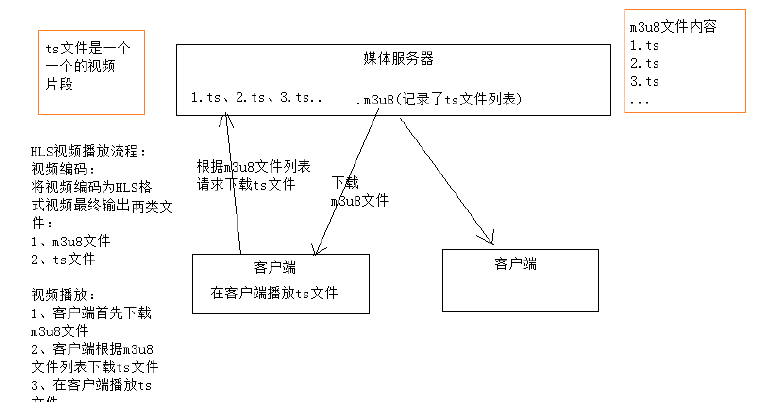 ts文件是一个
一个的视频
片段
媒体服务器
1.ts、2.ts、3.ts..
.m3u8(记录了ts文件列表)
m3u8文件内容
1.ts
2.ts
3.ts
...
根据m3u8文件列表
请求下载ts文件
下载
m3u8文件
客户端
在客户端播放ts文件
客户端
HLS视频播放流程：
视频编码：
将视频编码为HLS格
式视频最终输出两类文
件：
1、m3u8文件
2、ts文件
视频播放：
1、客户端首先下载
m3u8文件
2、客户端根据m3u8
文件列表下载ts文件
3、在客户端播放ts